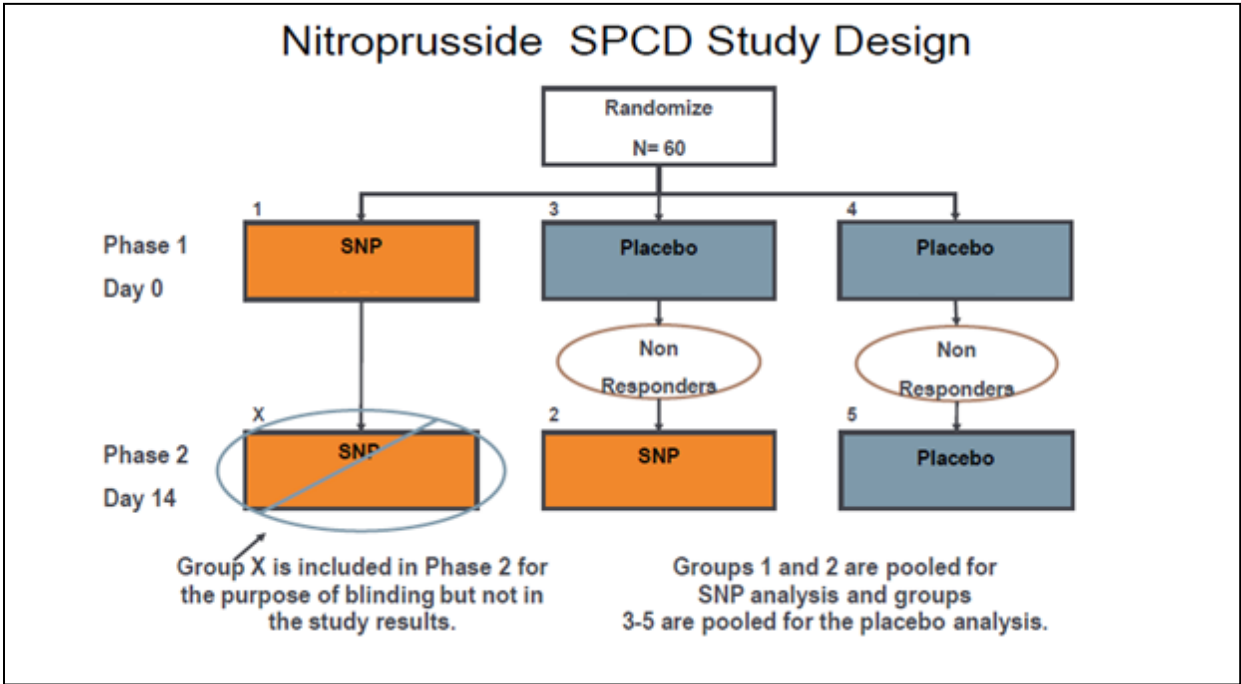 Nitroprusside SPCD Study Design
Randomize
N= 60
1
3
4
Phase 1
Day 0
SNP
Placebo
Placebo
Non
Responders
Non
Responders
X
2
5
Phase 2
Day 14
SNP
SNP
Placebo
Group X is included in Phase 2 for
the purpose of blinding but not in
the study results.
Groups 1 and 2 are pooled for
SNP analysis and groups
3-5 are pooled for the placebo analysis.